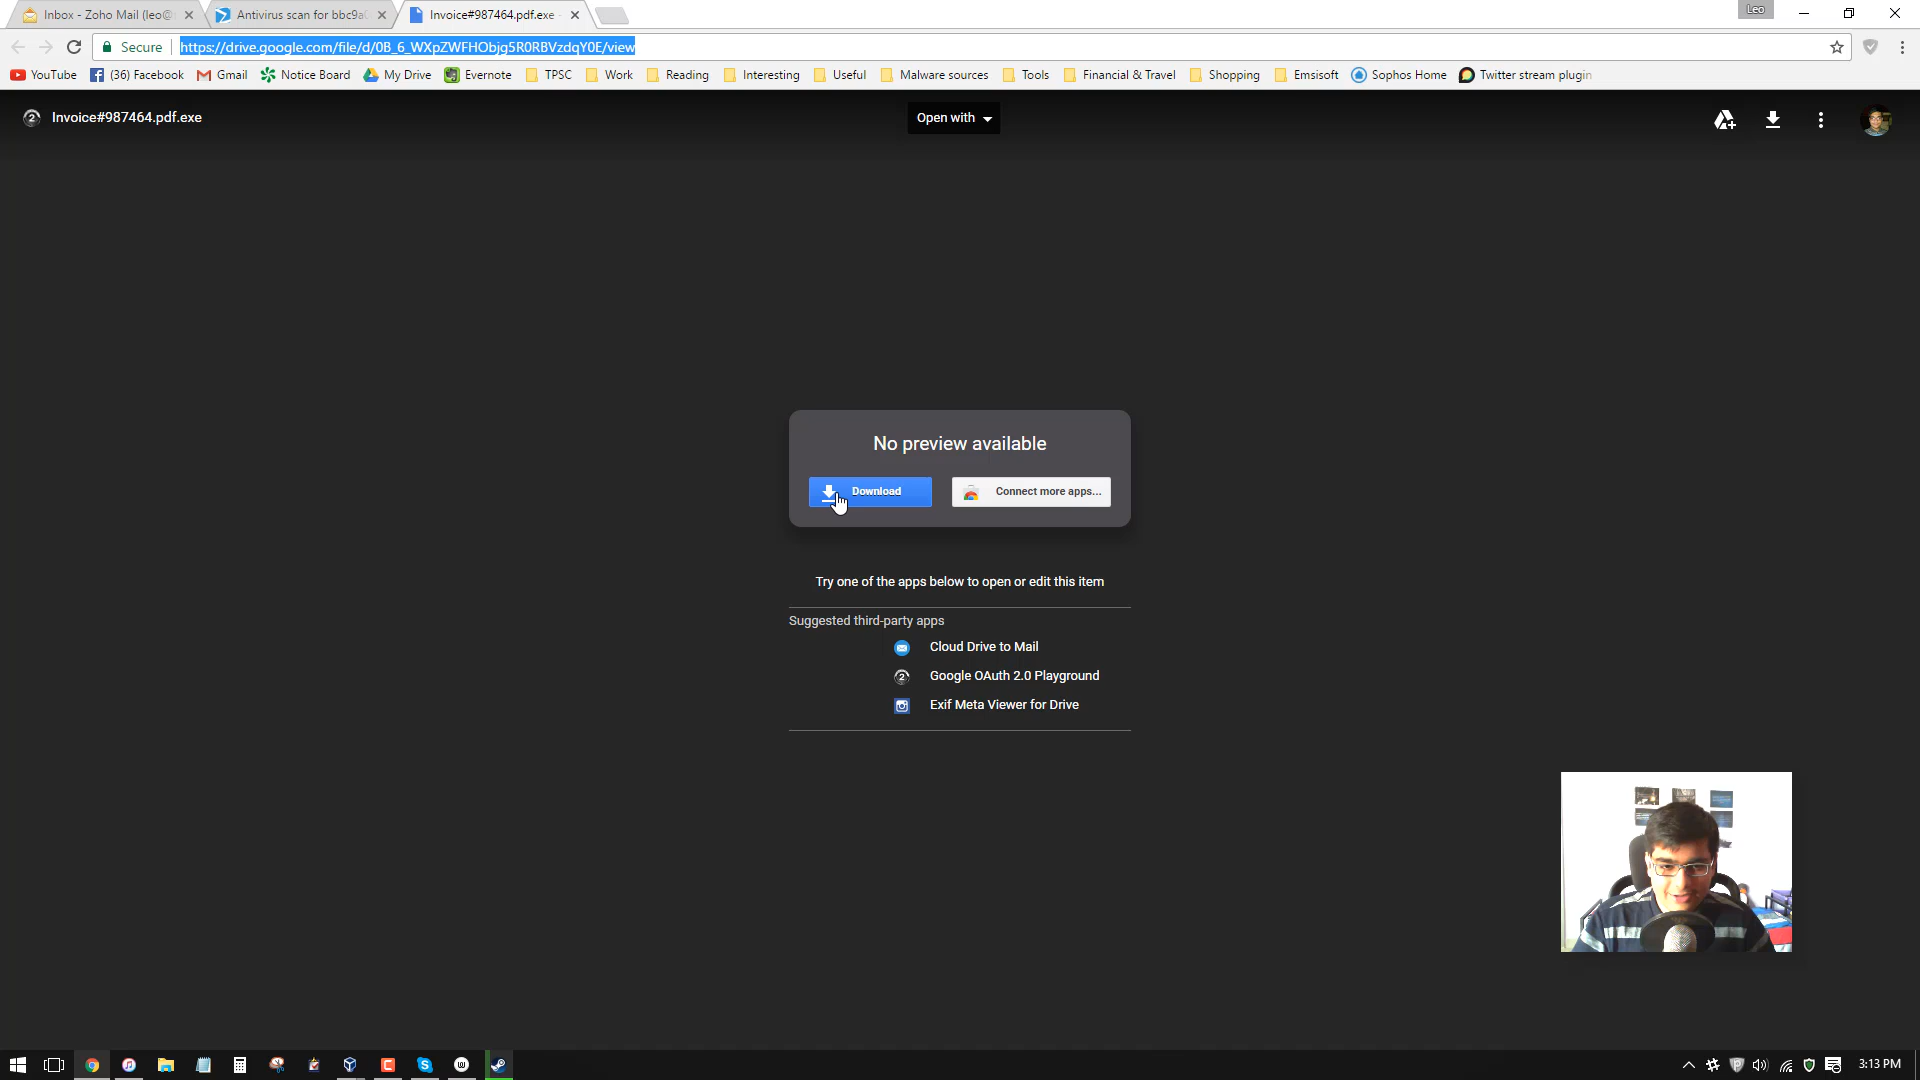 Inbox - Zoho Mail (leo@
Antivirus scan for bbc9a
Invoice#987464.pdf.exe -
Leo
Secure
https://drive.google.com/file/d/0B_6_WXpZWFHObjg5R0RBVzdqY0E/view
YouTube
(36) Facebook
Gmail
Notice Board
My Drive
Evernote
TPSC
Work
Reading
Interesting
Useful
Malware sources
Tools
Financial & Travel
Shopping
Emsisoft
Sophos Home
Twitter stream plugin
Invoice#987464.pdf.exe
Open with
No preview available
Download
Connect more apps...
Try one of the apps below to open or edit this item
Suggested third-party apps
Cloud Drive to Mail
Google OAuth 2.0 Playground
Exif Meta Viewer for Drive
3:13 PM